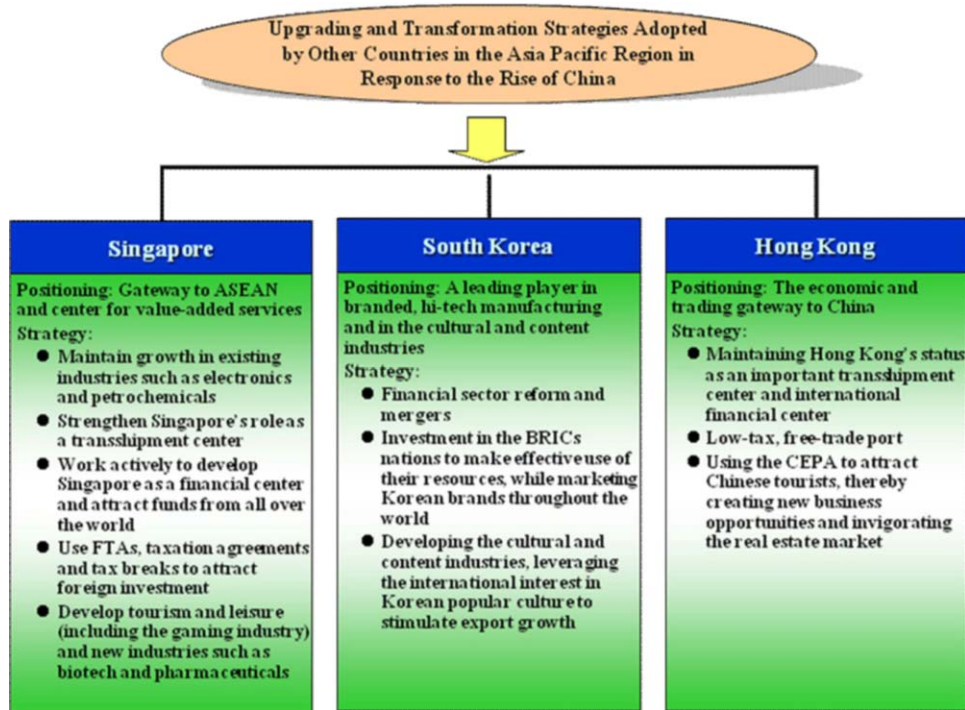 Upgrading and Transformation Strategies Adopted
by Other Countries in the Asia Pacific Region in
Response to the Rise of China
Singapore
Positioning: Gateway to ASEAN
and center for value-added services
Strategy:
● Maintain growth in existing
industries such as electronics
and petrochemicals
● Strengthen Singapore's role as
a transshipment center
● Work actively to develop
Singapore as a financial center
and attract funds from all over
the world
● Use FTAs, taxation agreements
and tax breaks to attract
foreign investment
● Develop tourism and leisure
(including the gaming industry)
and new industries such as
biotech and pharmaceuticals
South Korea
Positioning: A leading player in
branded, hi-tech manufacturing
and in the cultural and content
industries
Strategy:
● Financial sector reform and
mergers
● Investment in the BRICs
nations to make effective use of
their resources, while marketing
Korean brands throughout the
world
● Developing the cultural and
content industries, leveraging
the international interest in
Korean popular culture to
stimulate export growth
Hong Kong
Positioning: The economic and
trading gateway to China
Strategy:
● Maintaining Hong Kong's status
as an important transshipment
center and international
financial center
● Low-tax, free-trade port
● Using the CEPA to attract
Chinese tourists, thereby
creating new business
opportunities and invigorating
the real estate market